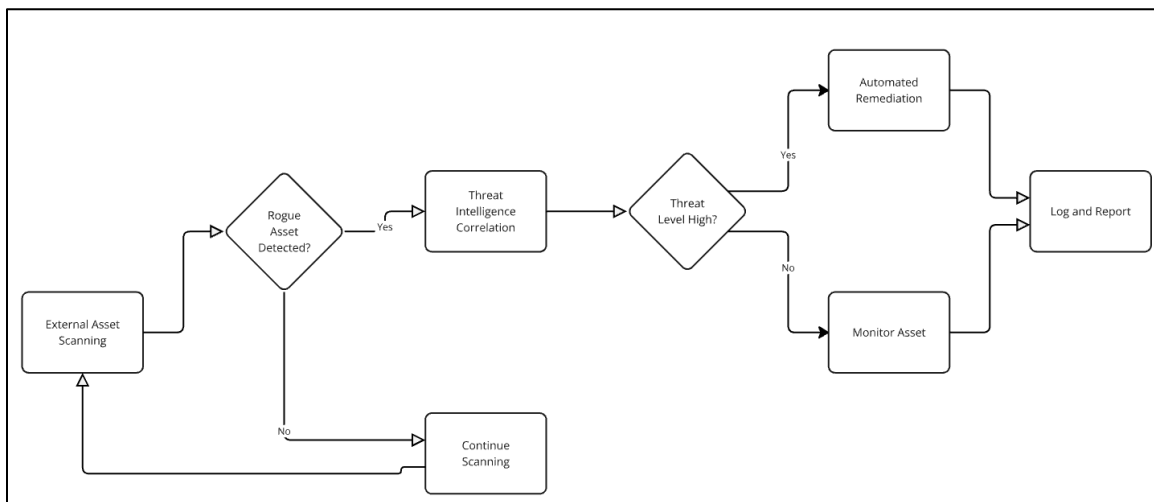 External Asset
Scanning
Rogue
Asset
Detected?
Yes
No
Continue
Scanning
Threat
Intelligence
Correlation
Threat
Level High?
Yes
No
Automated
Remediation
Monitor Asset
Log and Report